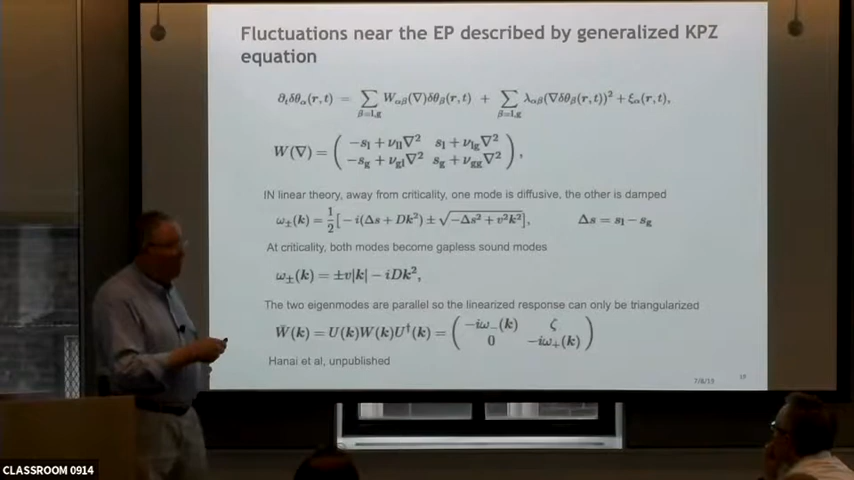 Fluctuations near the EP described by generalized KPZ
equation
∂ₜδθ_α(r,t) = ∑_{β=l,g} W_{αβ}(∇)δθ_β(r,t) + ∑_{β=l,g} λ_{αβ}(∇δθ_β(r,t))² + ξ_α(r,t),
W(∇) = ( −s_l + ν_{ll}∇² s_l + ν_{lg}∇²
−s_g + ν_{gl}∇² s_g + ν_{gg}∇² ),
IN linear theory, away from criticality, one mode is diffusive, the other is damped
ω_±(k) = 1/2[−i(Δs + Dk²) ± √(−Δs² + v²k²)], Δs = s_l − s_g
At criticality, both modes become gapless sound modes
ω_±(k) = ±v|k| − iDk²,
The two eigenmodes are parallel so the linearized response can only be triangularized
W̃(k) = U(k)W(k)U†(k) = ( −iω_−(k) ζ
0 −iω_+(k) )
Hanai et al, unpublished
7/8/19
CLASSROOM 0914